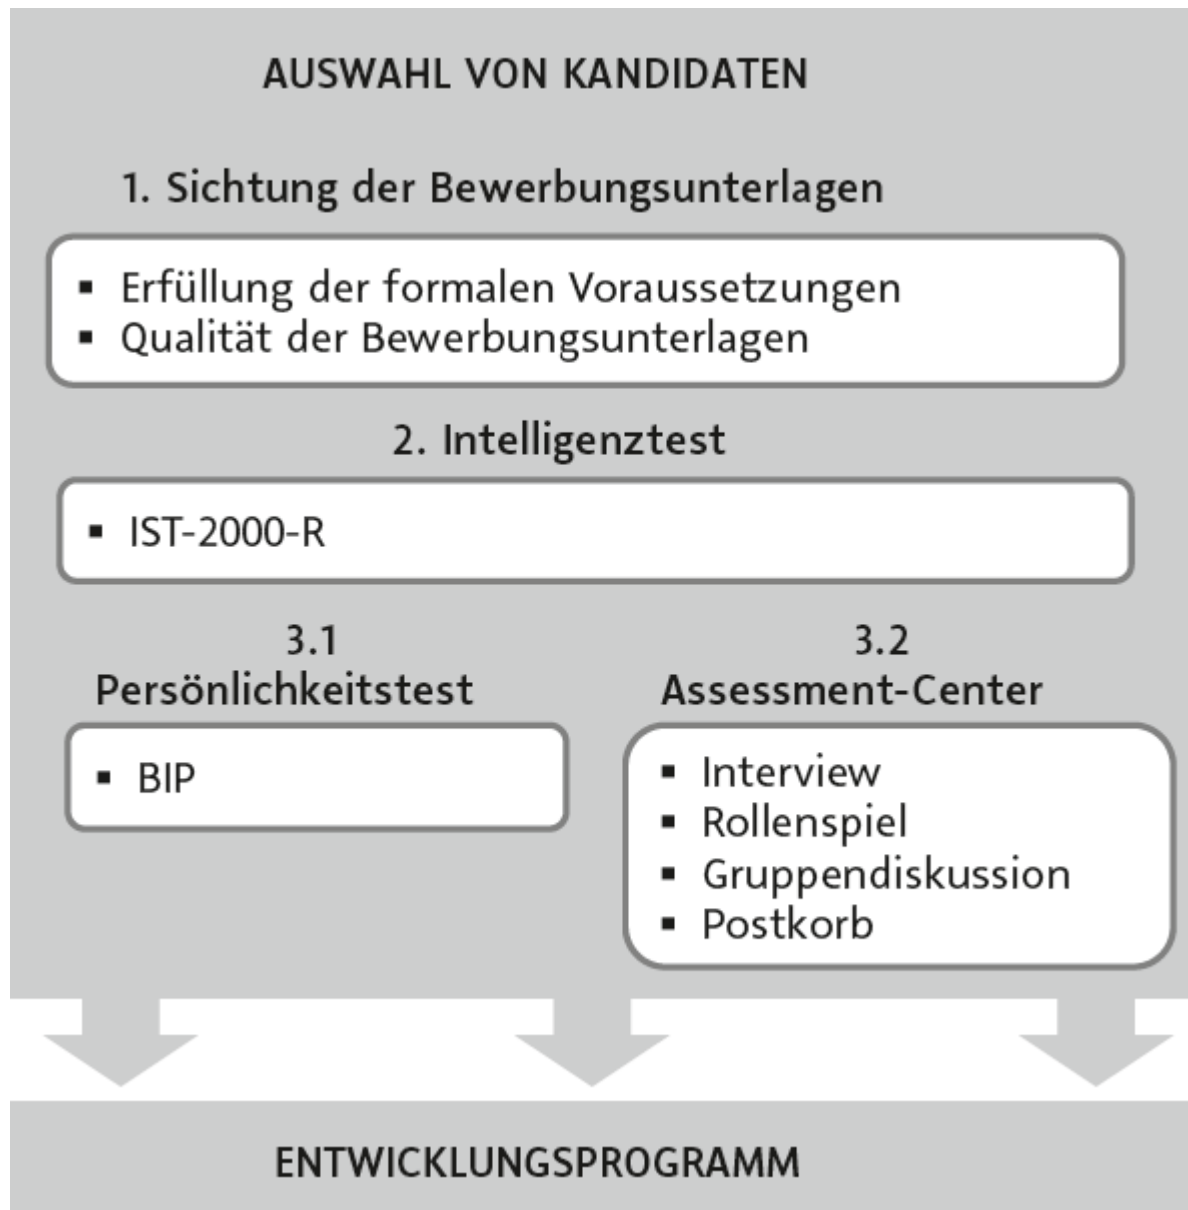 AUSWAHL VON KANDIDATEN
1. Sichtung der Bewerbungsunterlagen
▪ Erfüllung der formalen Voraussetzungen
▪ Qualität der Bewerbungsunterlagen
2. Intelligenztest
▪ IST-2000-R
3.1
Persönlichkeitstest
▪ BIP
3.2
Assessment-Center
▪ Interview
▪ Rollenspiel
▪ Gruppendiskussion
▪ Postkorb
ENTWICKLUNGSPROGRAMM